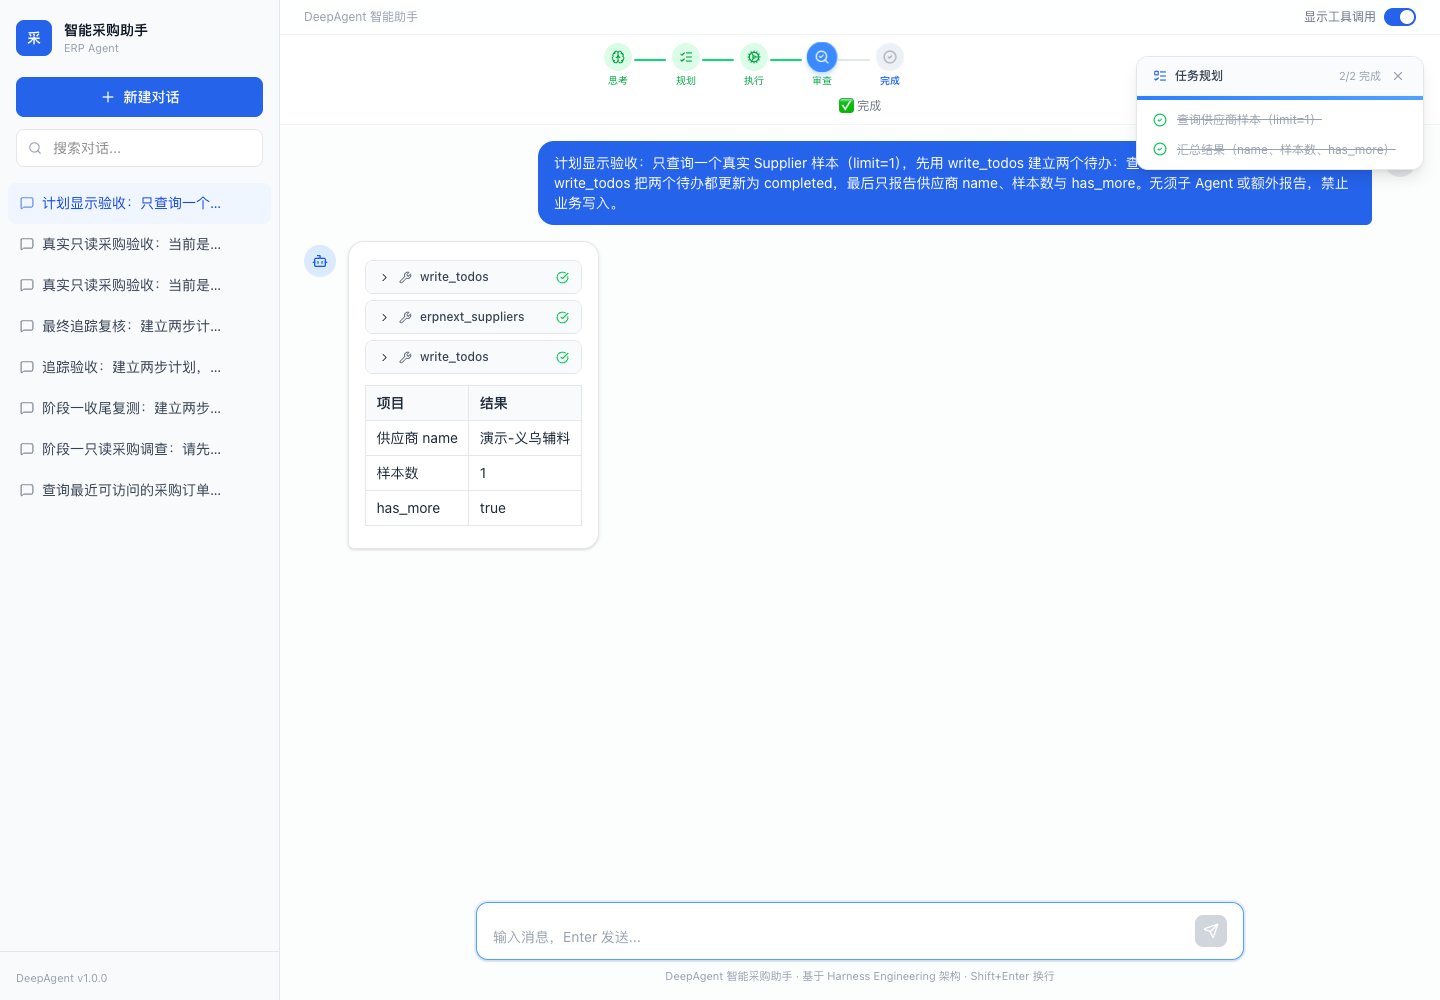 采
智能采购助手
ERP Agent
新建对话
搜索对话...
计划显示验收：只查询一个...
真实只读采购验收：当前是...
真实只读采购验收：当前是...
最终追踪复核：建立两步计...
追踪验收：建立两步计划，...
阶段一收尾复测：建立两步...
阶段一只读采购调查：请先...
查询最近可访问的采购订单...
DeepAgent v1.0.0
DeepAgent 智能助手
显示工具调用
思考
规划
执行
审查
完成
✅ 完成
任务规划
2/2 完成
查询供应商样本（limit=1）
汇总结果（name、样本数、has_more）
计划显示验收：只查询一个真实 Supplier 样本（limit=1），先用 write_todos 建立两个待办：
write_todos 把两个待办都更新为 completed，最后只报告供应商 name、样本数与 has_more。无须子 Agent 或额外报告，禁止
业务写入。
write_todos
erpnext_suppliers
write_todos
项目 结果
供应商 name 演示-义乌辅料
样本数 1
has_more true
输入消息，Enter 发送...
DeepAgent 智能采购助手 · 基于 Harness Engineering 架构 · Shift+Enter 换行